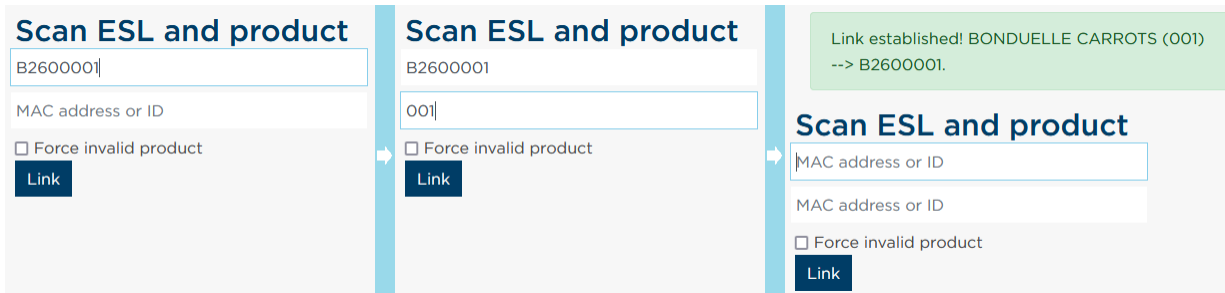 Scan ESL and product
B2600001
MAC address or ID
Force invalid product
Link
Scan ESL and product
B2600001
001
Force invalid product
Link
Link established! BONDUELLE CARROTS (001)
--> B2600001.
Scan ESL and product
MAC address or ID
MAC address or ID
Force invalid product
Link